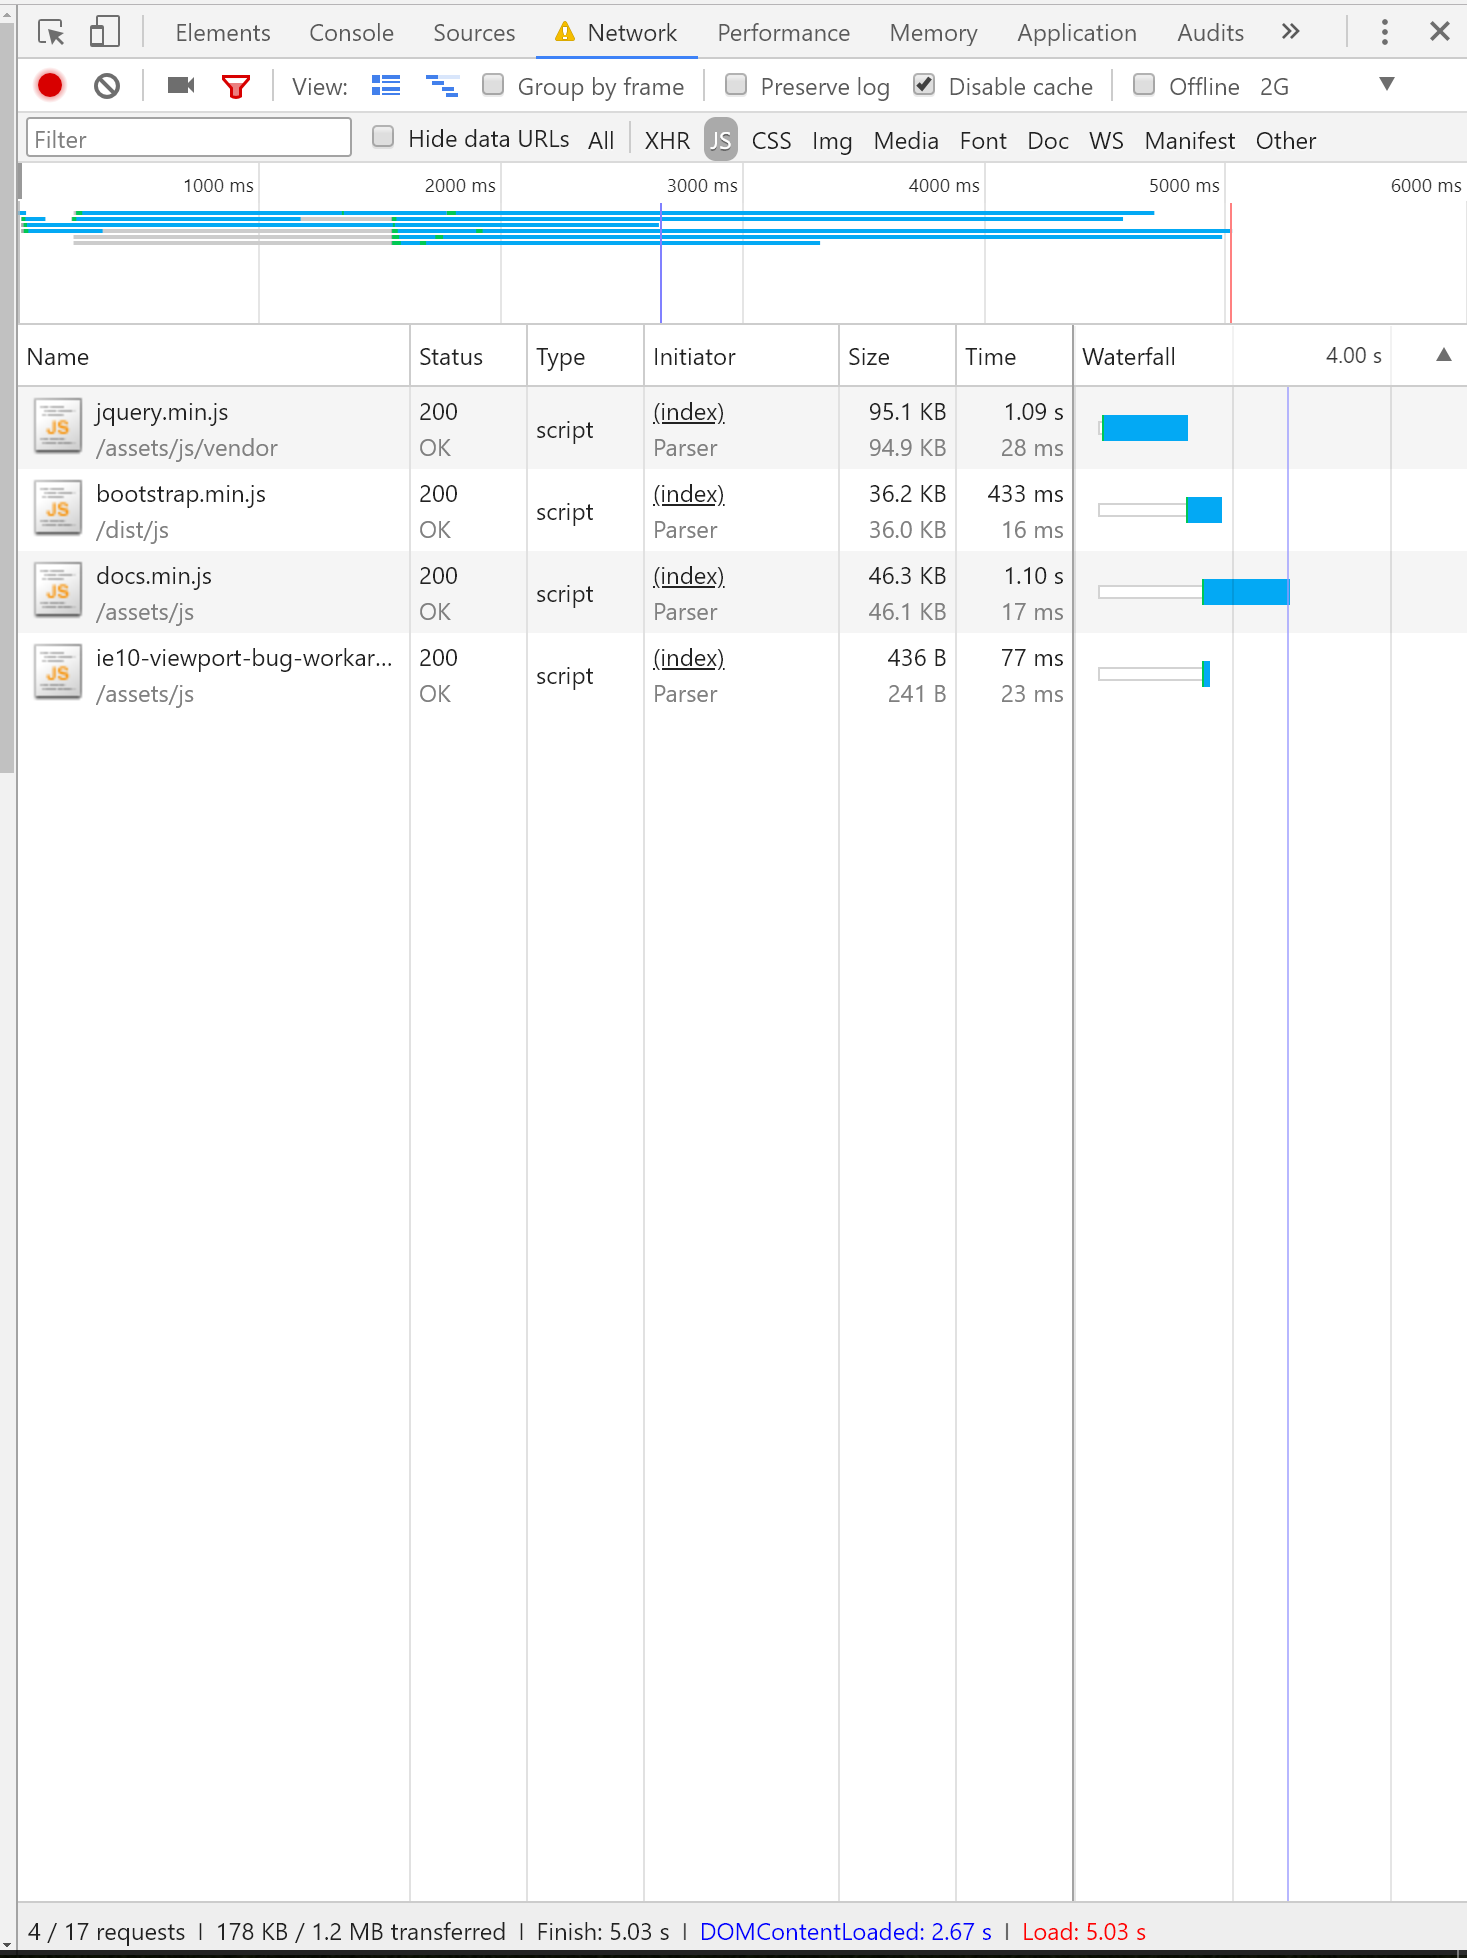 Elements Console Sources Network Performance Memory Application Audits
View: Group by frame Preserve log Disable cache Offline 2G
Filter Hide data URLs All XHR JS CSS Img Media Font Doc WS Manifest Other
1000 ms 2000 ms 3000 ms 4000 ms 5000 ms 6000 ms
Name Status Type Initiator Size Time Waterfall 4.00 s
JS jquery.min.js 200 script (index) 95.1 KB 1.09 s
/assets/js/vendor OK Parser 94.9 KB 28 ms
JS bootstrap.min.js 200 script (index) 36.2 KB 433 ms
/dist/js OK Parser 36.0 KB 16 ms
JS docs.min.js 200 script (index) 46.3 KB 1.10 s
/assets/js OK Parser 46.1 KB 17 ms
JS ie10-viewport-bug-workar... 200 script (index) 436 B 77 ms
/assets/js OK Parser 241 B 23 ms
4 / 17 requests | 178 KB / 1.2 MB transferred | Finish: 5.03 s | DOMContentLoaded: 2.67 s | Load: 5.03 s